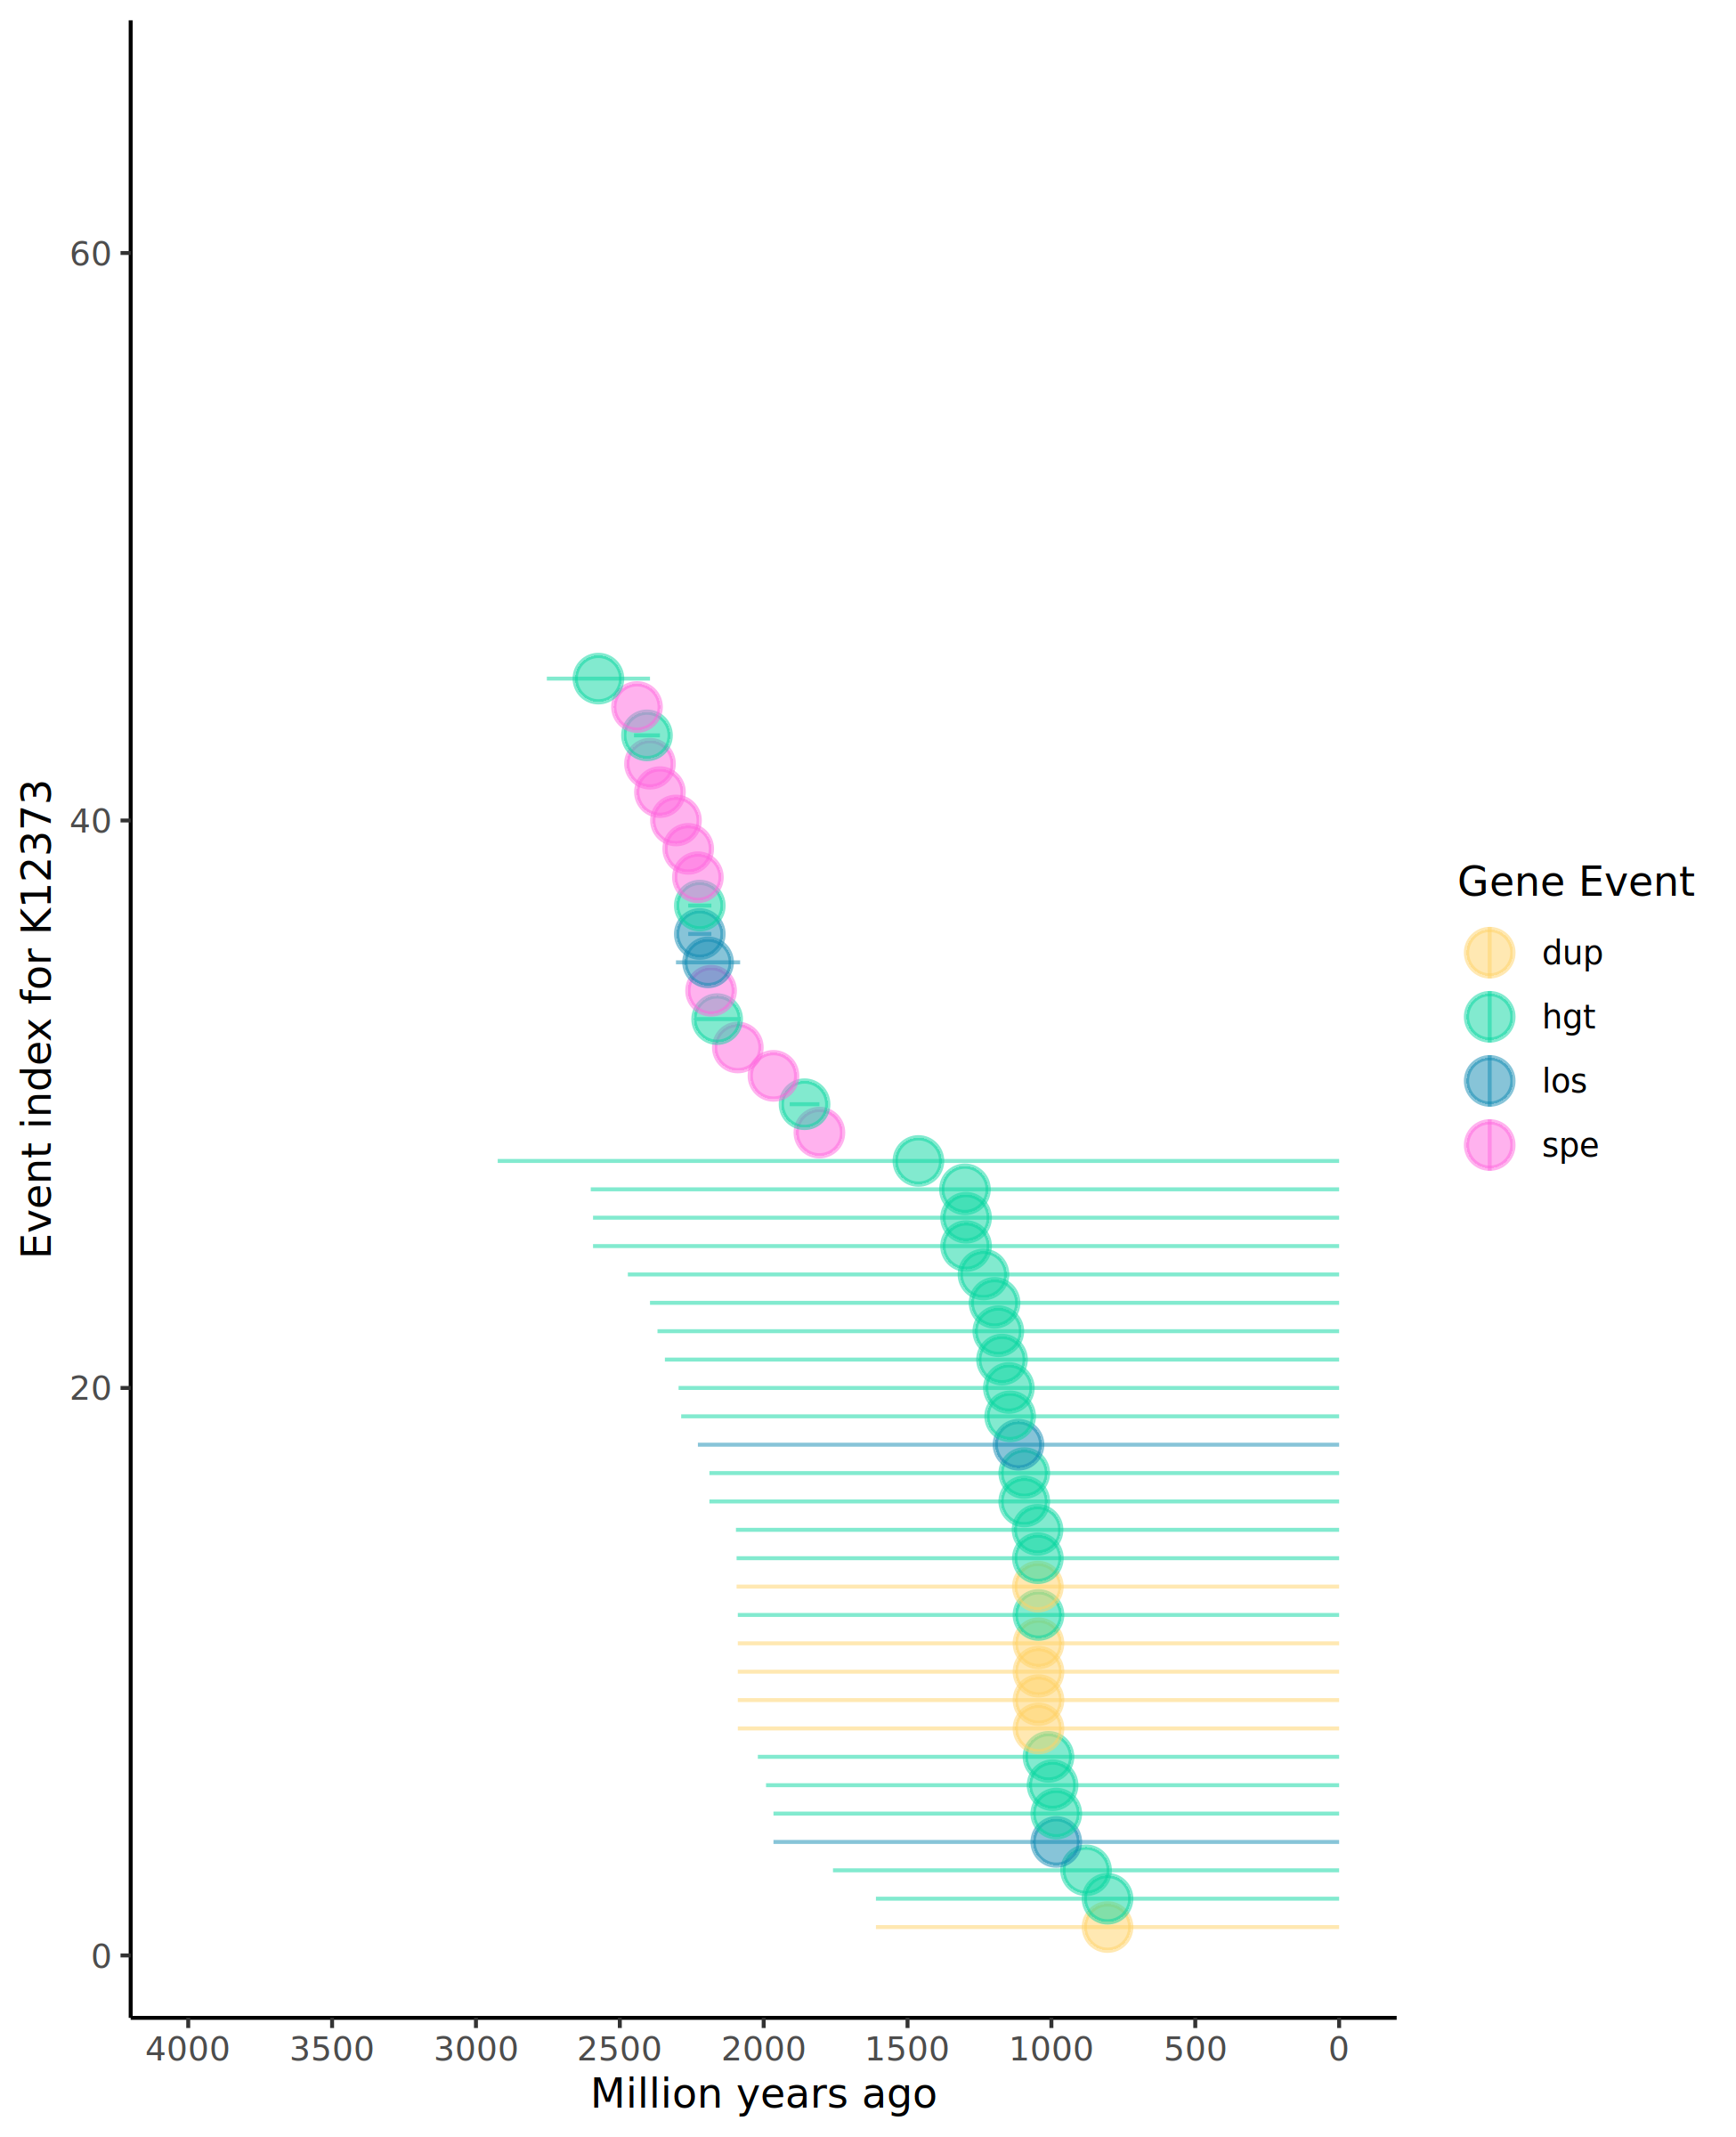 60
40
20
0
Event index for K12373
4000 3500 3000 2500 2000 1500 1000 500 0
Million years ago
Gene Event
dup
hgt
los
spe